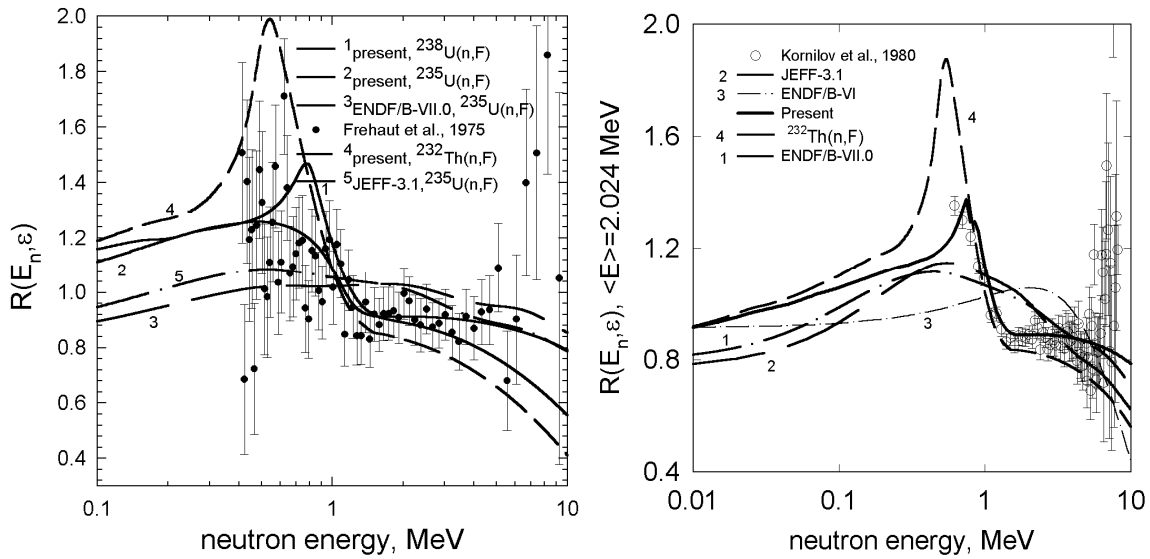 2.0
1.8
1.6
1.4
1.2
1.0
0.8
0.6
0.4
R(Eₙ,ε)
¹present, ²³⁸U(n,F)
²present, ²³⁵U(n,F)
³ENDF/B-VII.0, ²³⁵U(n,F)
Frehaut et al., 1975
⁴present, ²³²Th(n,F)
⁵JEFF-3.1,²³⁵U(n,F)
1
4
2
5
3
0.1
1
10
neutron energy, MeV
2.0
1.6
1.2
0.8
0.4
R(Eₙ,ε), <E>=2.024 MeV
Kornilov et al., 1980
2 JEFF-3.1
3 ENDF/B-VI
Present
4 ²³²Th(n,F)
1 ENDF/B-VII.0
4
3
1
2
0.01
0.1
1
10
neutron energy, MeV